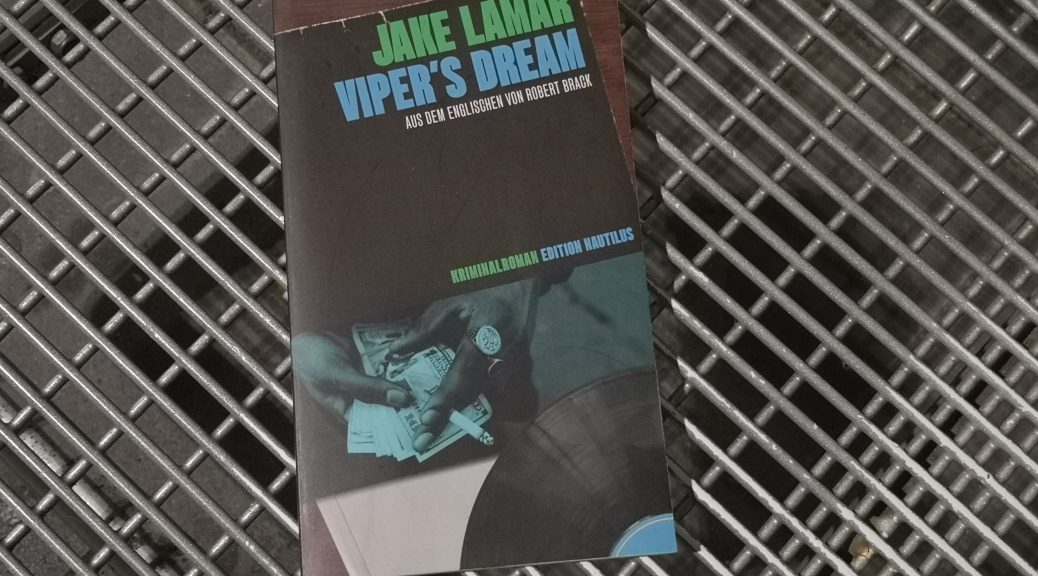 JAKE LAMAR
VIPER'S DREAM
AUS DEM ENGLISCHEN VON ROBERT BRACK
KRIMINALROMAN EDITION NAUTILUS